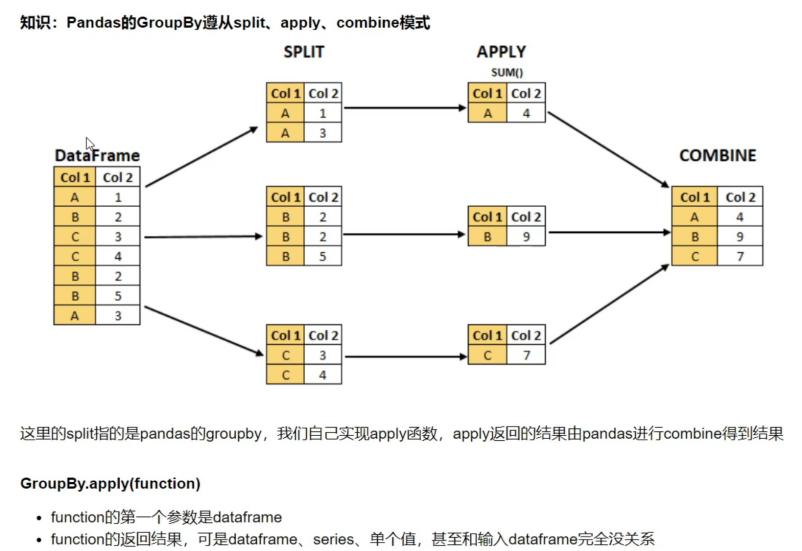 知识：Pandas的GroupBy遵从split、apply、combine模式
SPLIT
APPLY
SUM()
Col 1 Col 2
A 1
A 3
Col 1 Col 2
A 4
DataFrame
Col 1 Col 2
A 1
B 2
C 3
C 4
B 2
B 5
A 3
Col 1 Col 2
B 2
B 2
B 5
Col 1 Col 2
B 9
COMBINE
Col 1 Col 2
A 4
B 9
C 7
Col 1 Col 2
C 3
C 4
Col 1 Col 2
C 7
这里的split指的是pandas的groupby，我们自己实现apply函数，apply返回的结果由pandas进行combine得到结果
GroupBy.apply(function)
• function的第一个参数是dataframe
• function的返回结果，可是dataframe、series、单个值，甚至和输入dataframe完全没关系